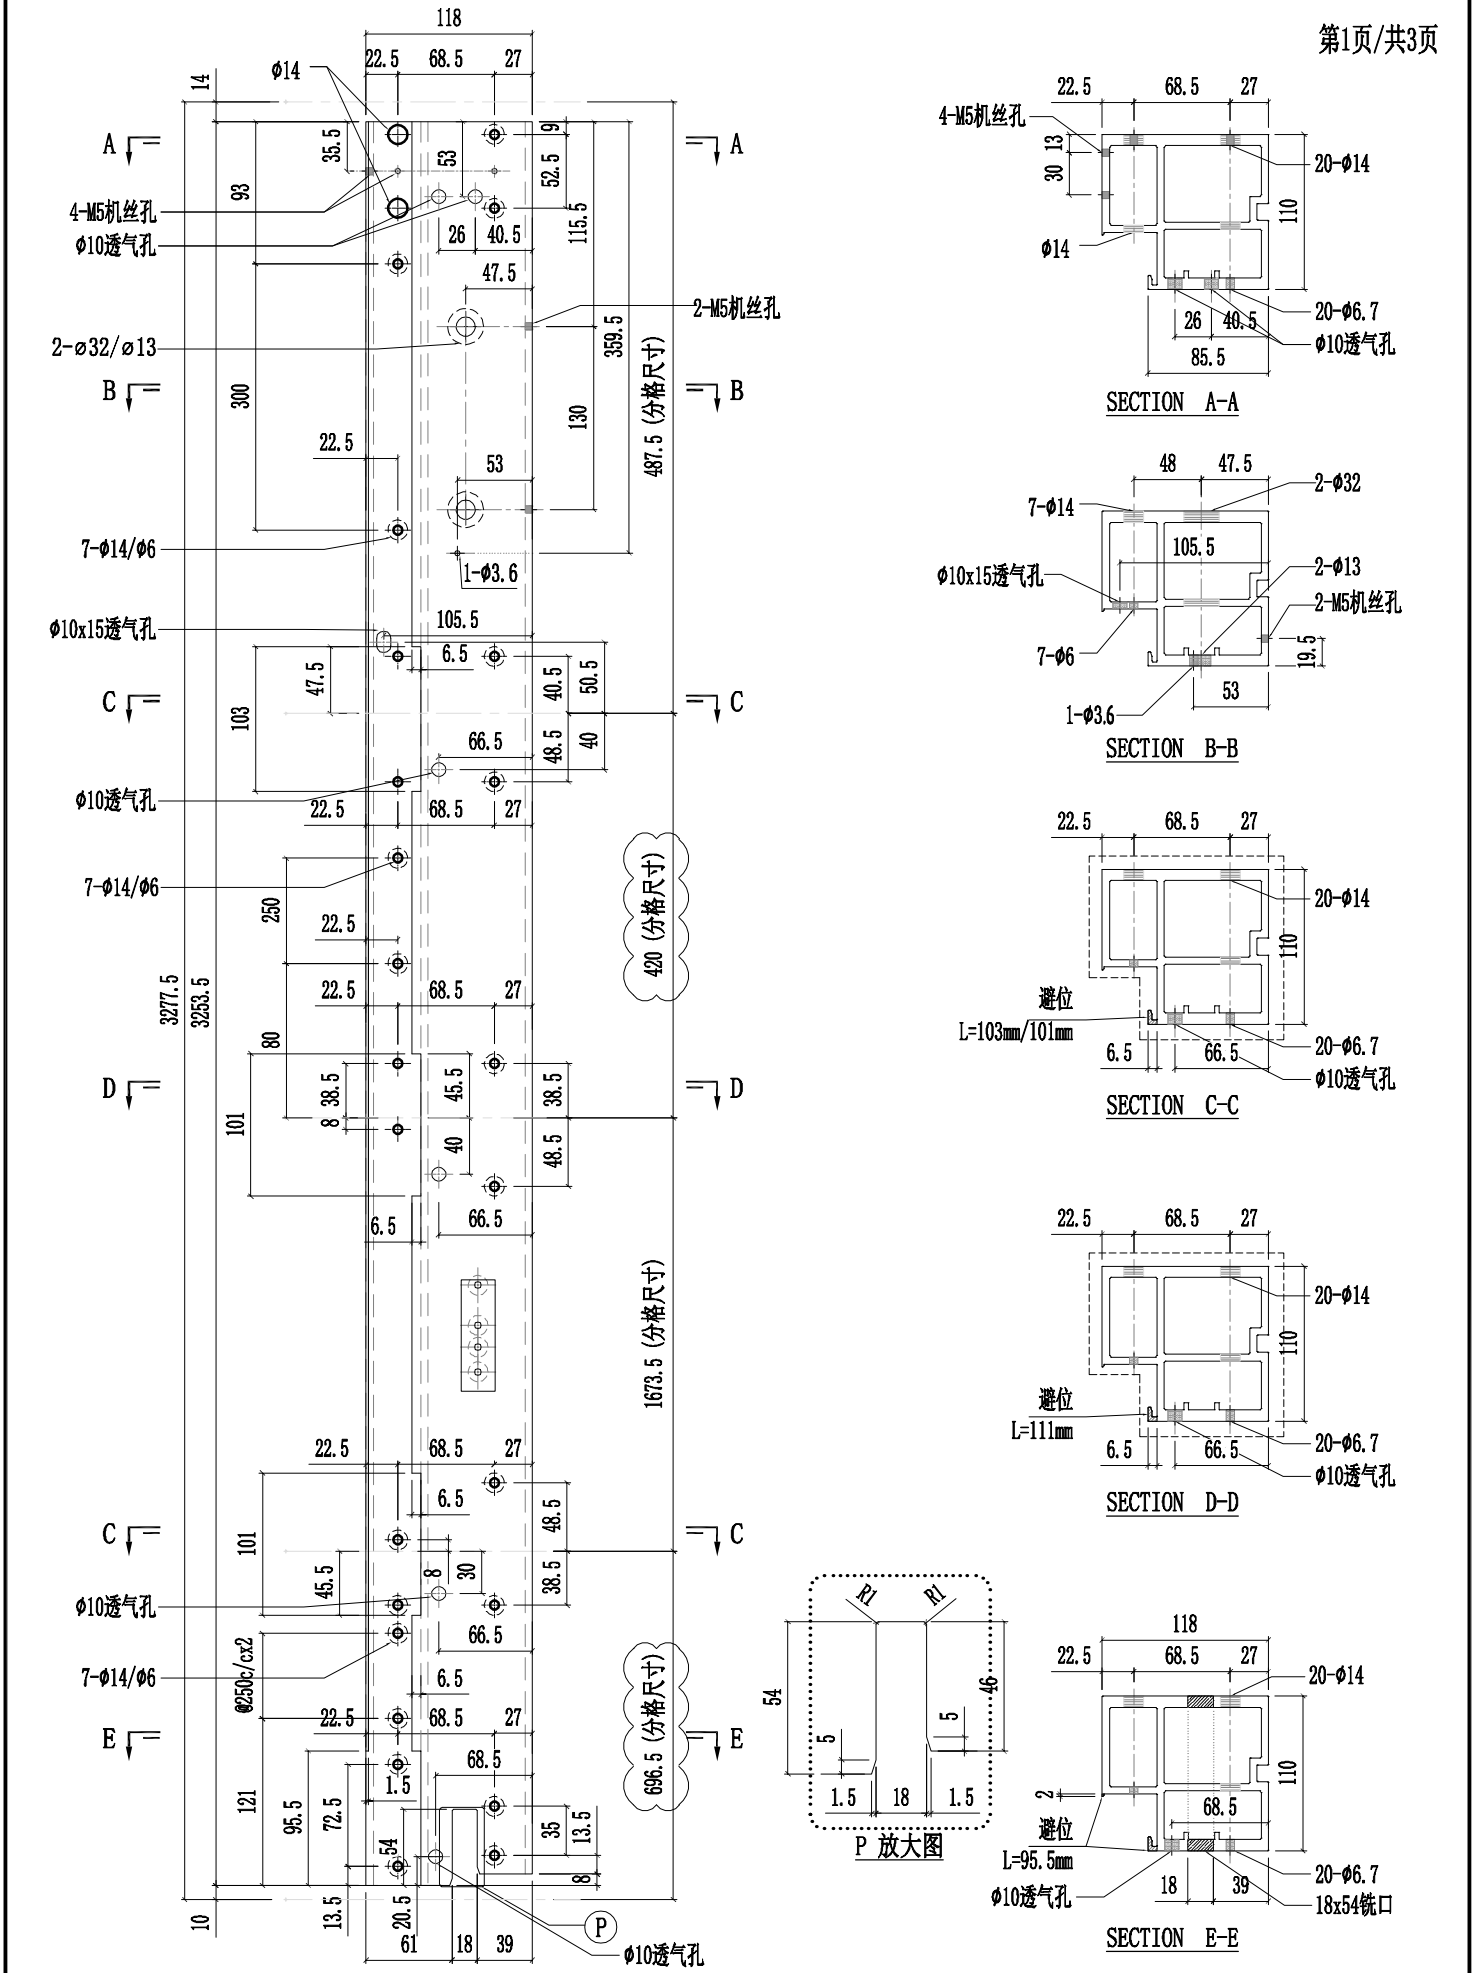 第1页/共3页
118
22.5
68.5
27
ϕ14
14
A
A
35.5
53
9
52.5
93
4-M5机丝孔
ϕ10透气孔
26
40.5
115.5
47.5
2-M5机丝孔
2-⌀32/⌀13
359.5
487.5 (分格尺寸)
B
B
300
130
22.5
53
7-ϕ14/ϕ6
1-ϕ3.6
ϕ10x15透气孔
105.5
6.5
47.5
40.5
50.5
C
C
103
66.5
48.5
40
ϕ10透气孔
22.5
68.5
27
7-ϕ14/ϕ6
250
22.5
420 (分格尺寸)
3277.5
3253.5
22.5
68.5
27
80
D
D
38.5
45.5
38.5
101
8
40
48.5
6.5
66.5
1673.5 (分格尺寸)
22.5
68.5
27
6.5
48.5
C
C
101
45.5
8
30
38.5
ϕ10透气孔
66.5
7-ϕ14/ϕ6
@250c/cx2
6.5
696.5 (分格尺寸)
22.5
68.5
27
E
E
68.5
121
95.5
72.5
1.5
54
35
13.5
8
10
13.5
20.5
61
18
39
P
ϕ10透气孔
22.5
68.5
27
4-M5机丝孔
13
30
20-ϕ14
110
ϕ14
20-ϕ6.7
26
40.5
ϕ10透气孔
85.5
SECTION A-A
48
47.5
2-ϕ32
7-ϕ14
105.5
ϕ10x15透气孔
2-ϕ13
2-M5机丝孔
7-ϕ6
19.5
53
1-ϕ3.6
SECTION B-B
22.5
68.5
27
20-ϕ14
110
避位
L=103mm/101mm
20-ϕ6.7
6.5
66.5
ϕ10透气孔
SECTION C-C
22.5
68.5
27
20-ϕ14
110
避位
L=111mm
20-ϕ6.7
6.5
66.5
ϕ10透气孔
SECTION D-D
R1
R1
54
46
5
5
1.5
18
1.5
P 放大图
118
22.5
68.5
27
20-ϕ14
110
2
68.5
避位
L=95.5mm
20-ϕ6.7
ϕ10透气孔
18
39
18x54铣口
SECTION E-E